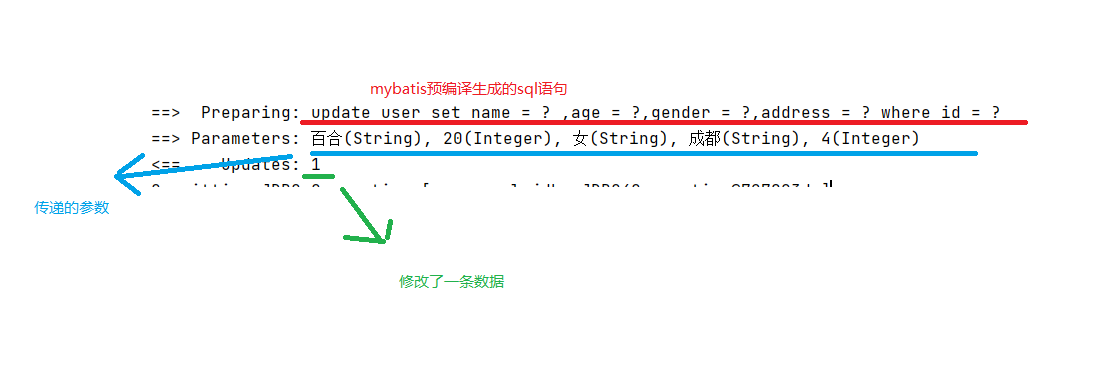 mybatis预编译生成的sql语句
==> Preparing: update user set name = ? ,age = ?,gender = ?,address = ? where id = ?
==> Parameters: 百合(String), 20(Integer), 女(String), 成都(String), 4(Integer)
<== Updates: 1
传递的参数
修改了一条数据